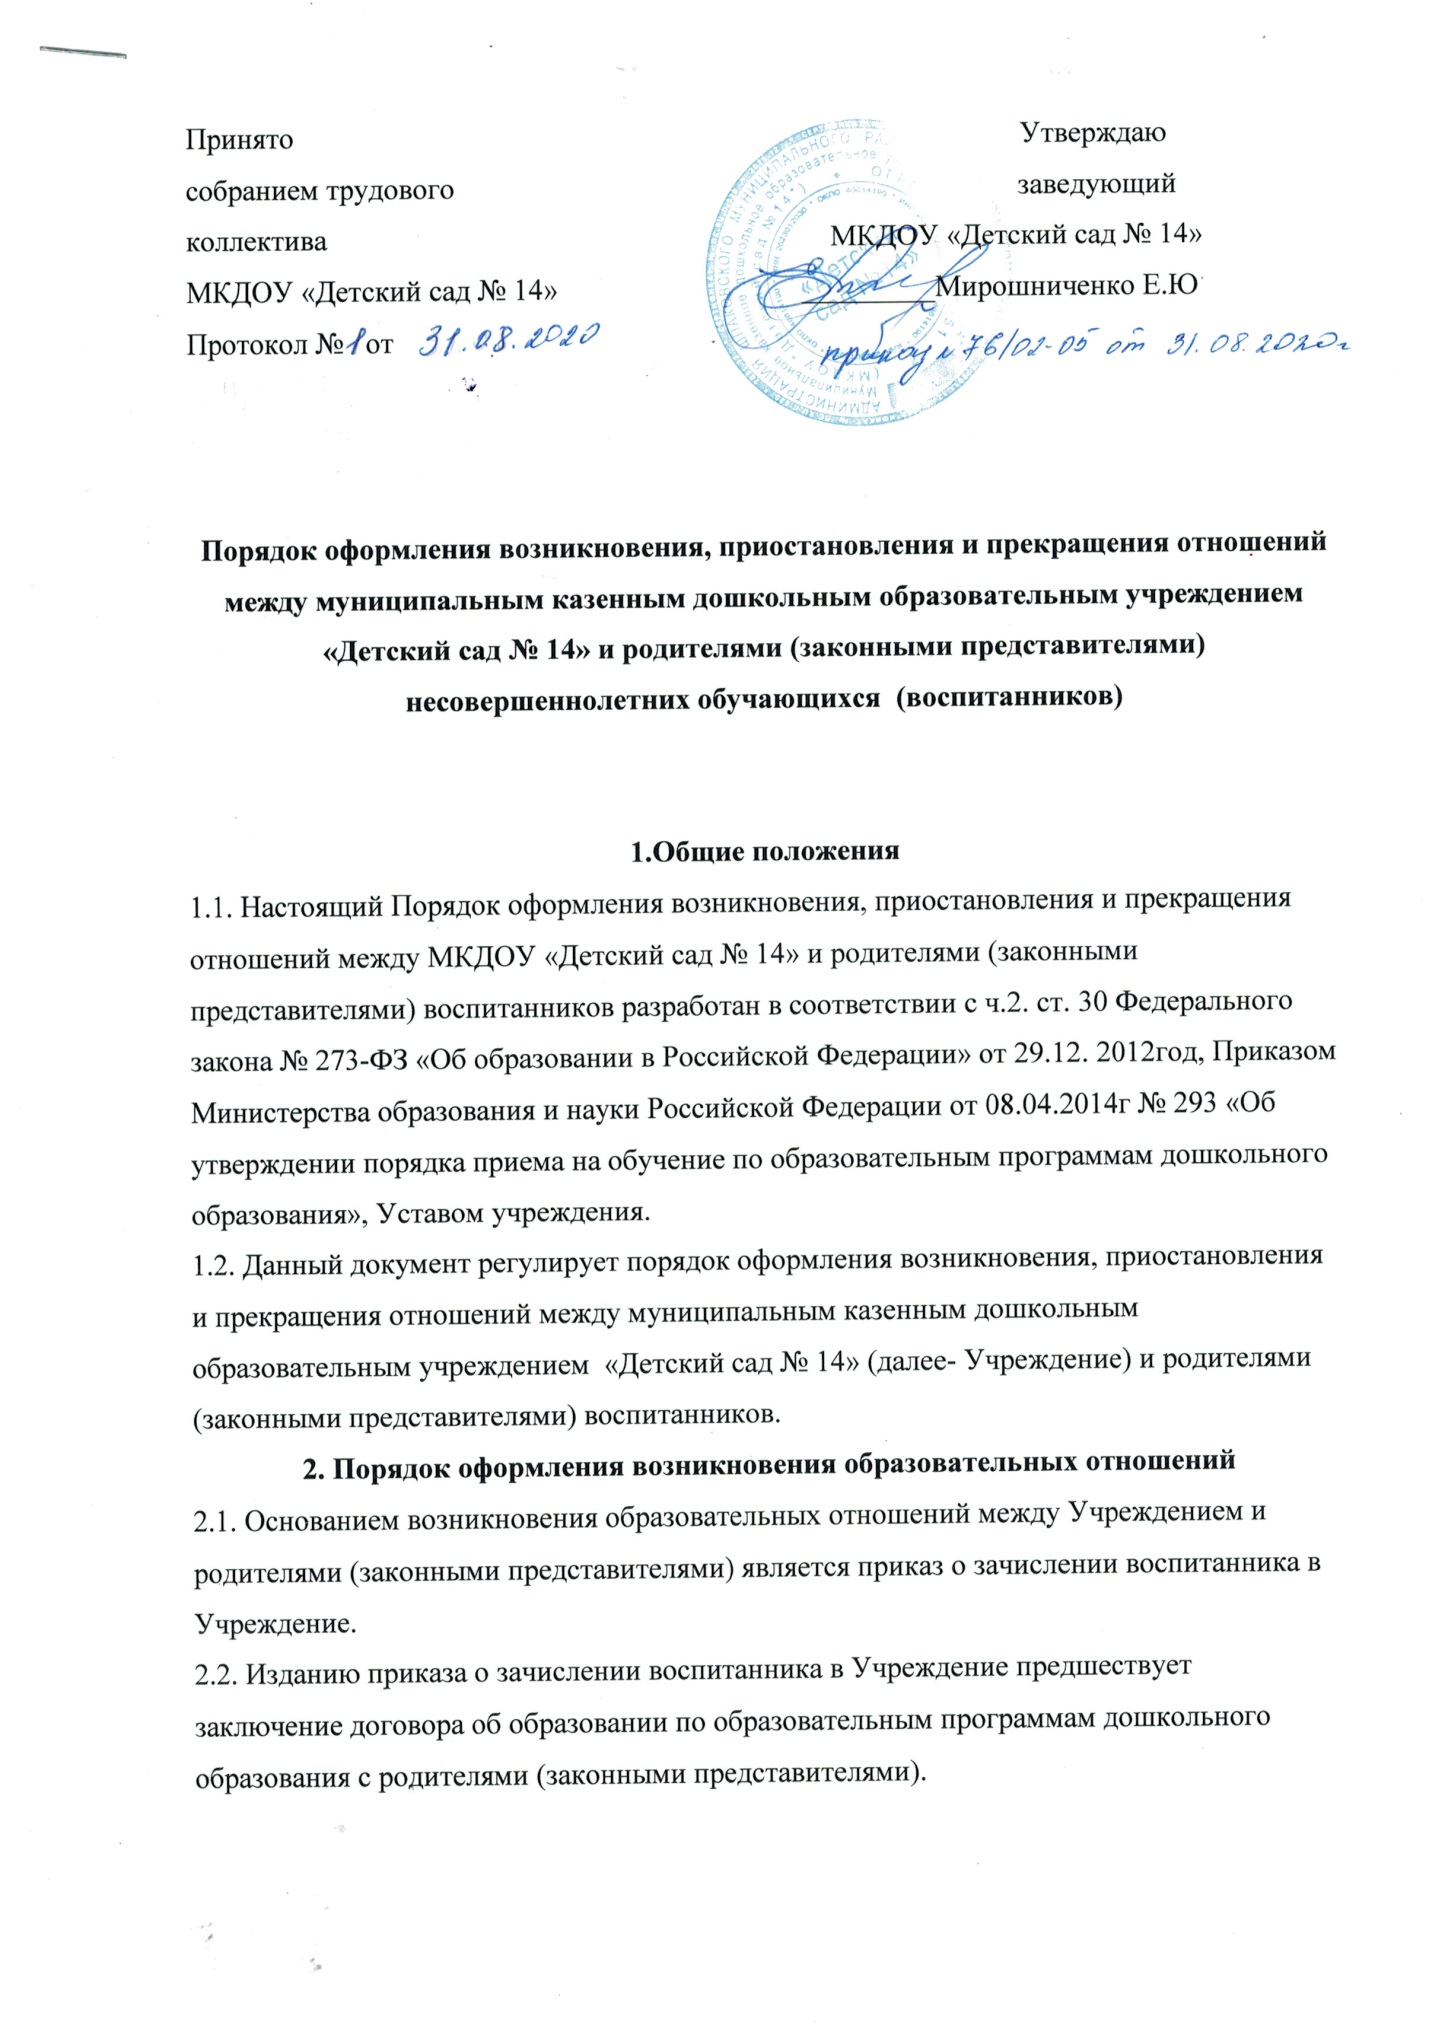 Принято
собранием трудового
коллектива
МКДОУ «Детский сад № 14»
Протокол №1 от 31.08.2020
Утверждаю
заведующий
МКДОУ «Детский сад № 14»
Мирошниченко Е.Ю
приказ № 76/02-05 от 31.08.2020г
«Детский
сад №14»
Порядок оформления возникновения, приостановления и прекращения отношений
между муниципальным казенным дошкольным образовательным учреждением
«Детский сад № 14» и родителями (законными представителями)
несовершеннолетних обучающихся (воспитанников)
1.Общие положения
1.1. Настоящий Порядок оформления возникновения, приостановления и прекращения
отношений между МКДОУ «Детский сад № 14» и родителями (законными
представителями) воспитанников разработан в соответствии с ч.2. ст. 30 Федерального
закона № 273-ФЗ «Об образовании в Российской Федерации» от 29.12. 2012год, Приказом
Министерства образования и науки Российской Федерации от 08.04.2014г № 293 «Об
утверждении порядка приема на обучение по образовательным программам дошкольного
образования», Уставом учреждения.
1.2. Данный документ регулирует порядок оформления возникновения, приостановления
и прекращения отношений между муниципальным казенным дошкольным
образовательным учреждением «Детский сад № 14» (далее- Учреждение) и родителями
(законными представителями) воспитанников.
2. Порядок оформления возникновения образовательных отношений
2.1. Основанием возникновения образовательных отношений между Учреждением и
родителями (законными представителями) является приказ о зачислении воспитанника в
Учреждение.
2.2. Изданию приказа о зачислении воспитанника в Учреждение предшествует
заключение договора об образовании по образовательным программам дошкольного
образования с родителями (законными представителями).